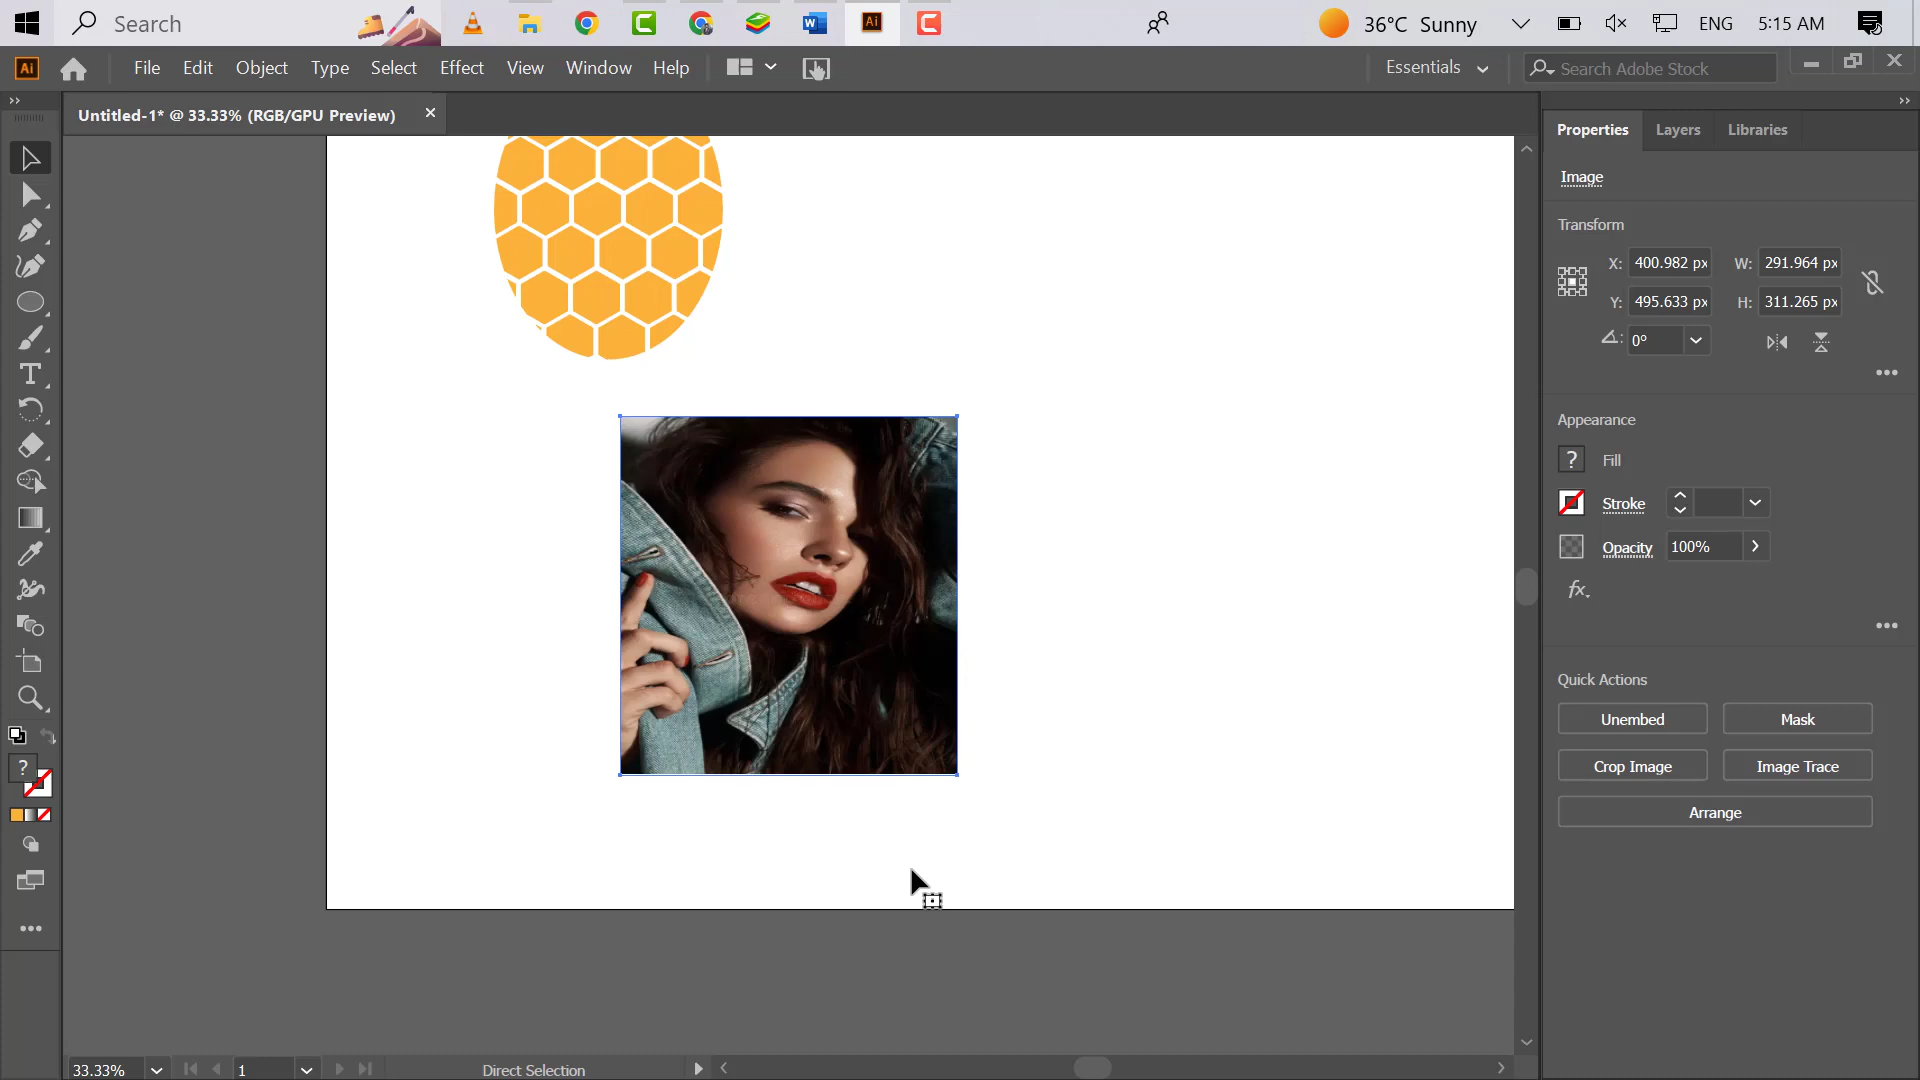 Search
36°C Sunny
ENG
5:15 AM
Ai
File Edit Object Type Select Effect View Window Help
Essentials
Search Adobe Stock
Untitled-1* @ 33.33% (RGB/GPU Preview)
Properties Layers Libraries
Image
Transform
X: 400.982 px W: 291.964 px
Y: 495.633 px H: 311.265 px
0°
Appearance
? Fill
Stroke
Opacity 100%
fx.
Quick Actions
Unembed Mask
Crop Image Image Trace
Arrange
?
33.33% 1 Direct Selection